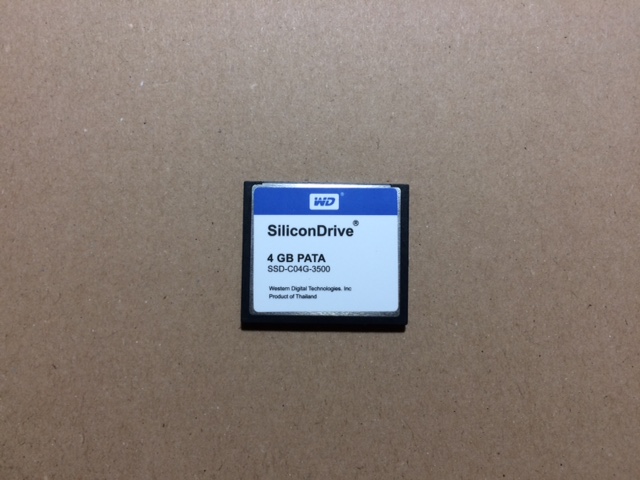 WD®
SiliconDrive®
4 GB PATA
SSD-C04G-3500
Western Digital Technologies. Inc
Product of Thailand